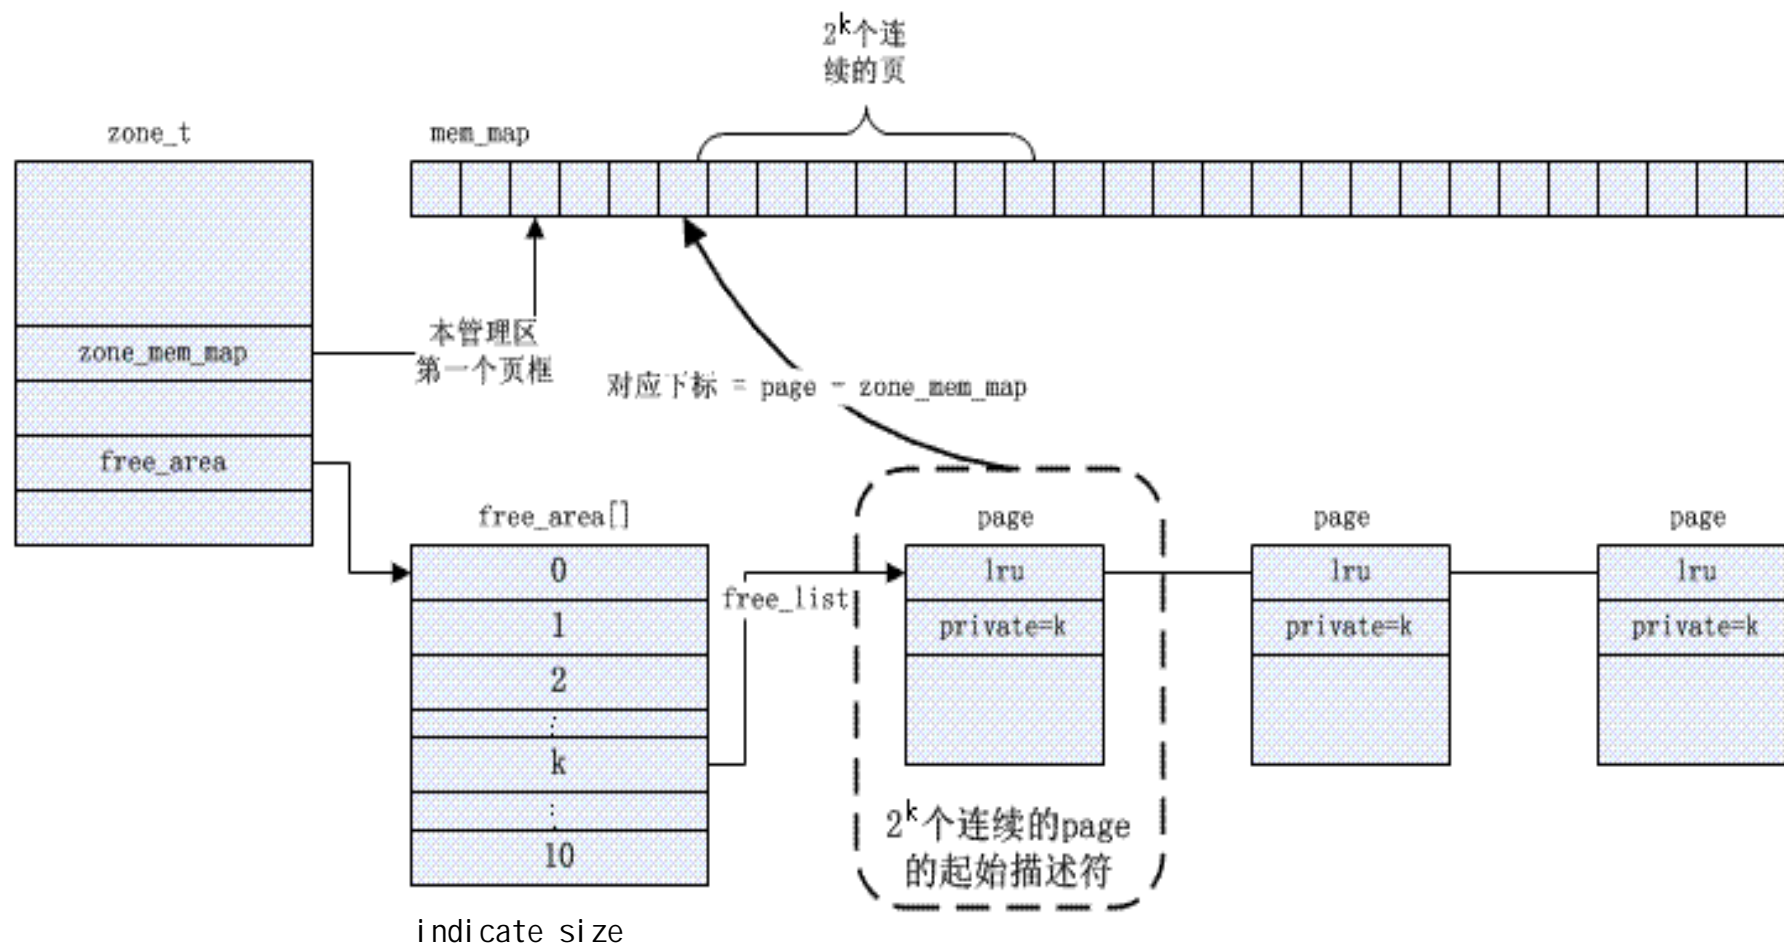 2k个连
续的页
zone_t
mem_map
zone_mem_map
本管理区
第一个页框
对应下标 = page - zone_mem_map
free_area
free_area[]
page
page
page
0
lru
lru
lru
free_list
1
private=k
private=k
private=k
2
⋮
k
⋮
2k个连续的page
的起始描述符
10
indicate size